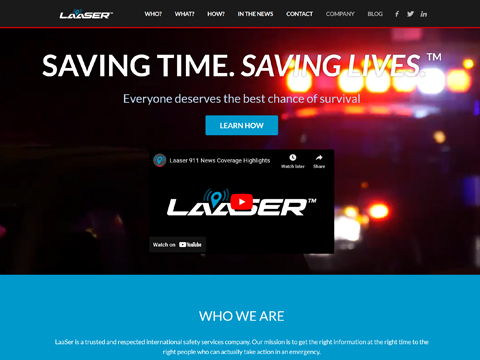 LAASER™
WHO? WHAT? HOW? IN THE NEWS CONTACT COMPANY BLOG
SAVING TIME. SAVING LIVES.™
Everyone deserves the best chance of survival
LEARN HOW
Laaser 911 News Coverage Highlights
Watch later Share
LAASER™
Watch on YouTube
WHO WE ARE
LaaSer is a trusted and respected International safety services company. Our mission is to get the right information at the right time to the
right people who can actually take action in an emergency.